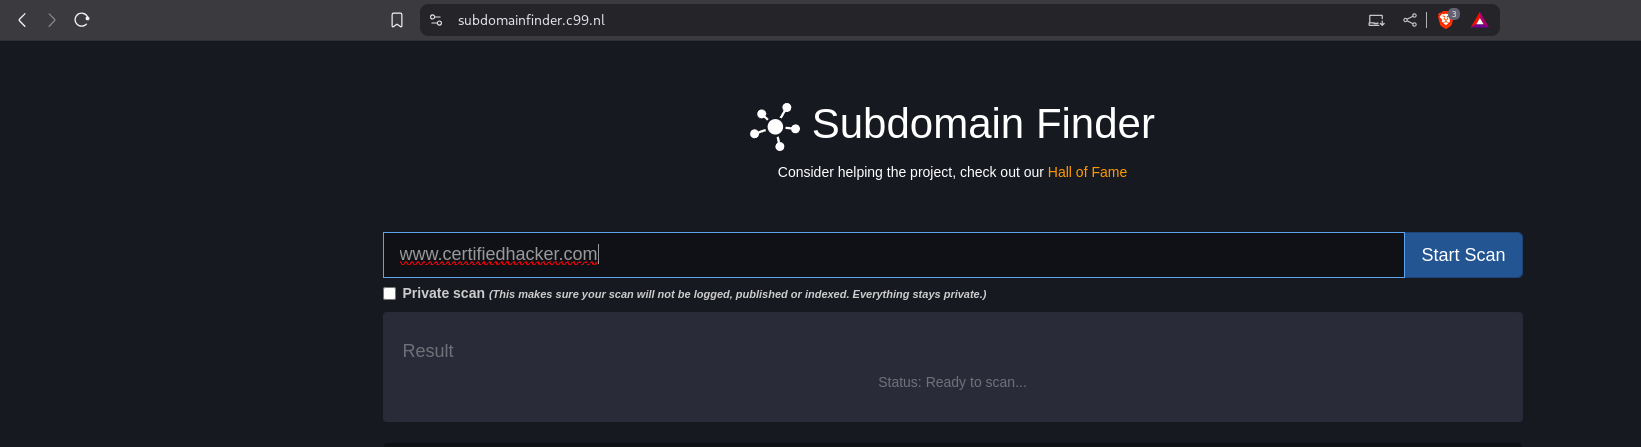 subdomainfinder.c99.nl
3
Subdomain Finder
Consider helping the project, check out our Hall of Fame
www.certifiedhacker.com
Start Scan
Private scan (This makes sure your scan will not be logged, published or indexed. Everything stays private.)
Result
Status: Ready to scan...